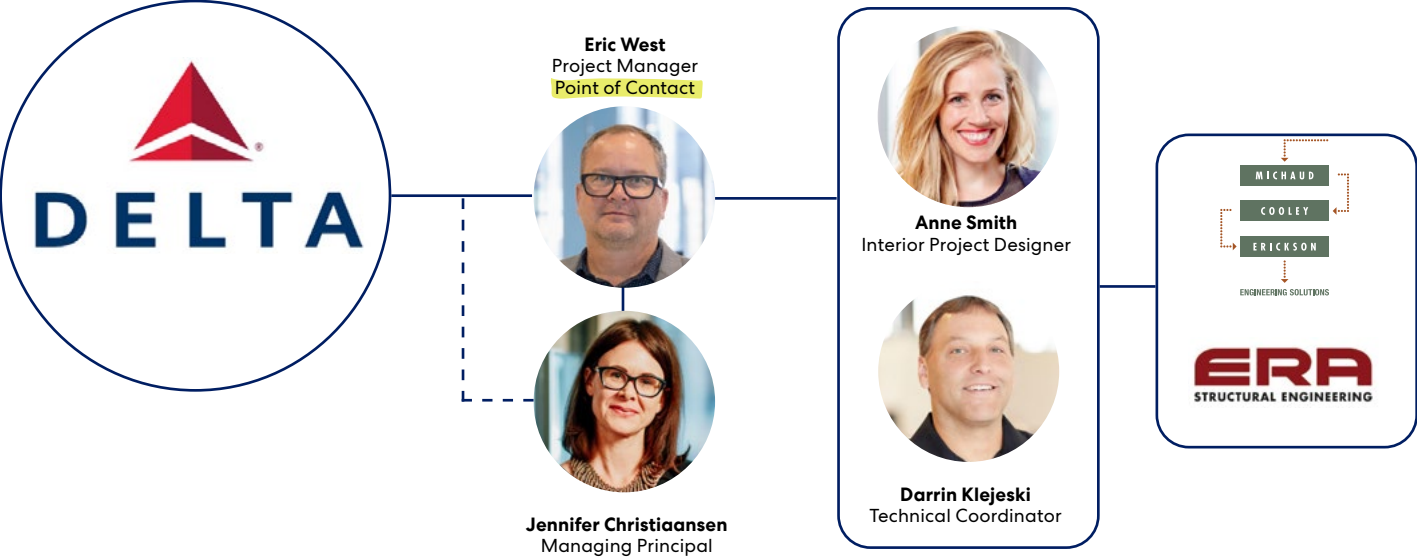 DELTA
®
Eric West
Project Manager
Point of Contact
Jennifer Christiaansen
Managing Principal
Anne Smith
Interior Project Designer
Darrin Klejeski
Technical Coordinator
MICHAUD
COOLEY
ERICKSON
ENGINEERING SOLUTIONS
ERA
STRUCTURAL ENGINEERING